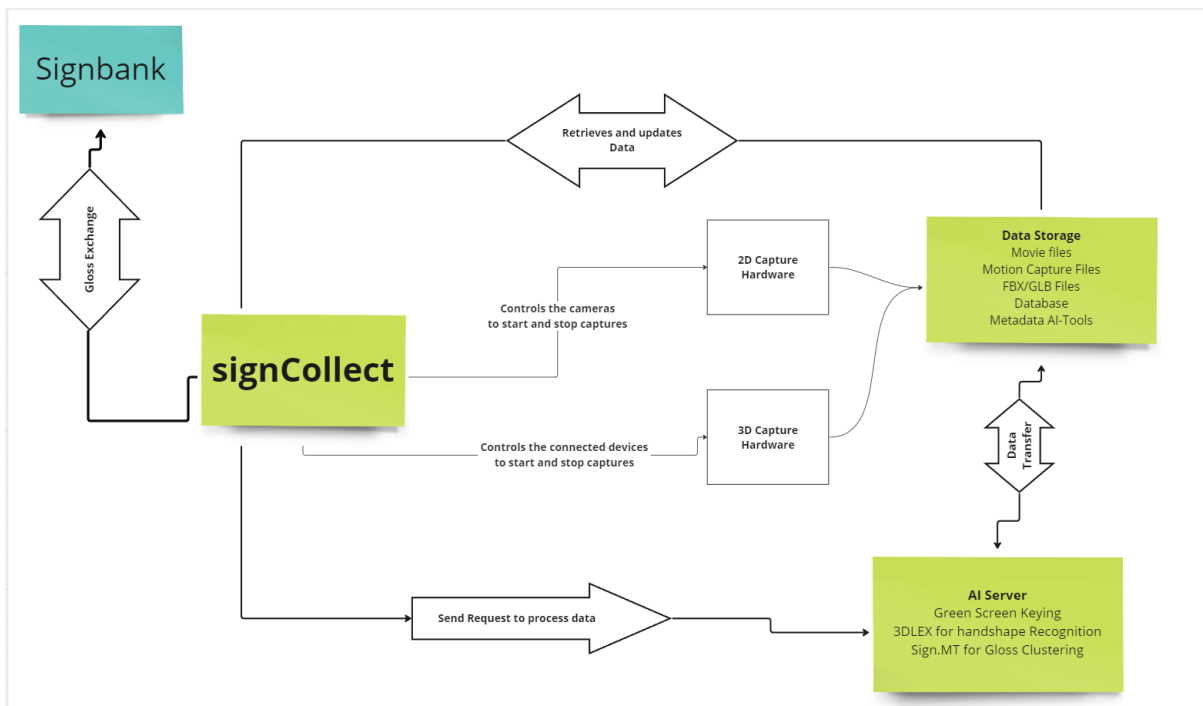 Signbank
Retrieves and updates
Data
Gloss Exchange
2D Capture
Hardware
Data Storage
Movie files
Motion Capture Files
FBX/GLB Files
Database
Metadata AI-Tools
Controls the cameras
to start and stop captures
signCollect
3D Capture
Hardware
Controls the connected devices
to start and stop captures
Data
Transfer
AI Server
Green Screen Keying
3DLEX for handshape Recognition
Sign.MT for Gloss Clustering
Send Request to process data